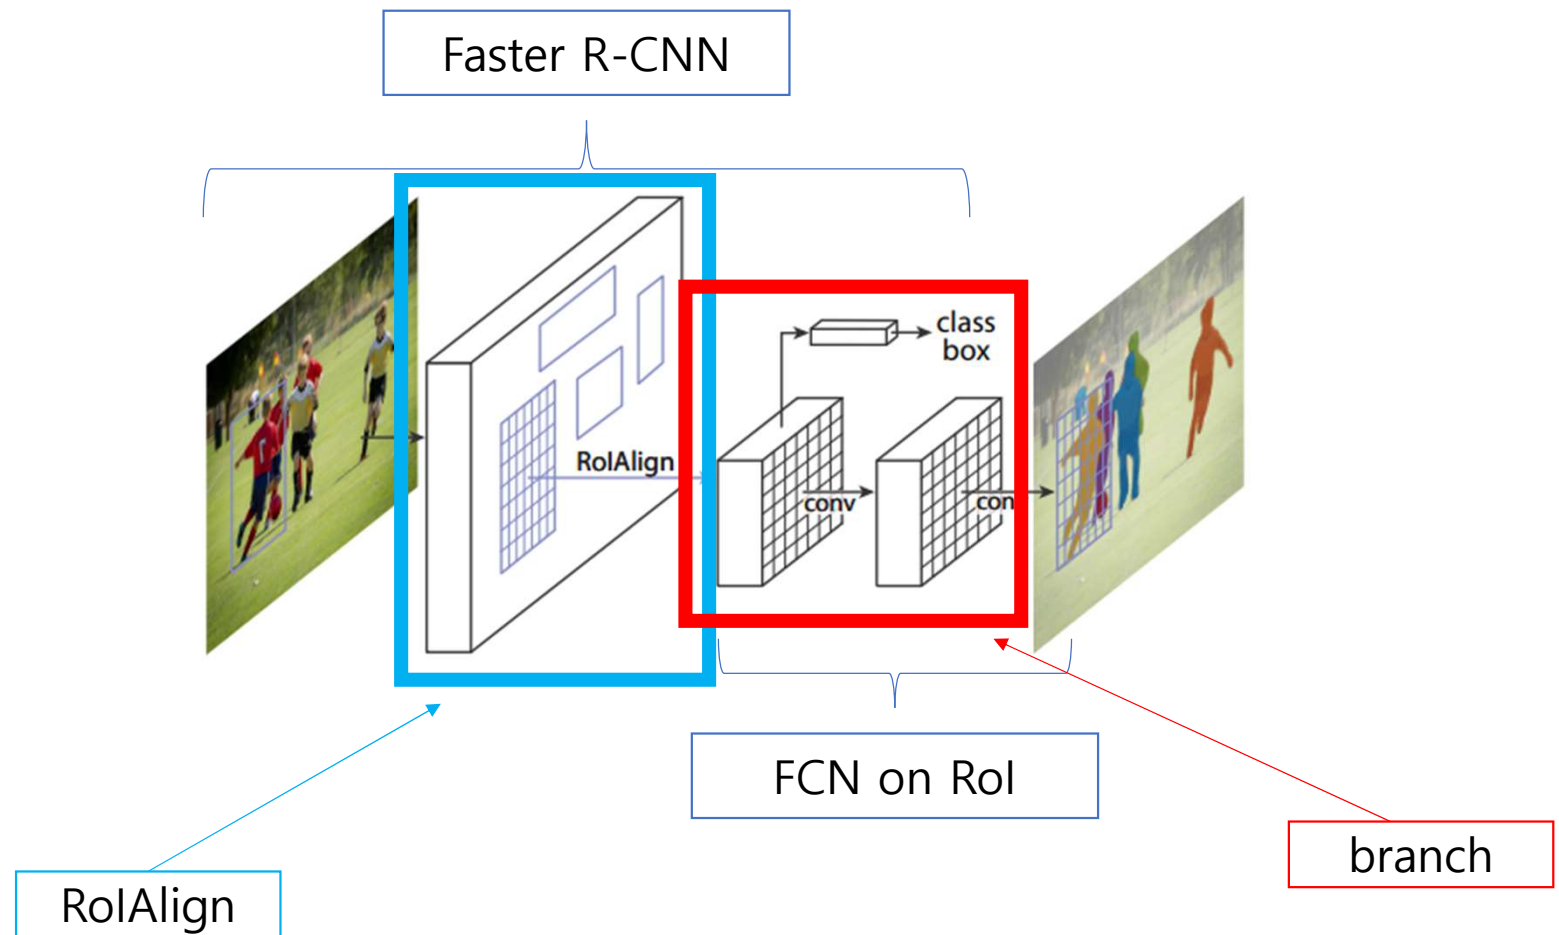 Faster R-CNN
class
box
RoIAlign
conv
con
FCN on RoI
branch
RoIAlign